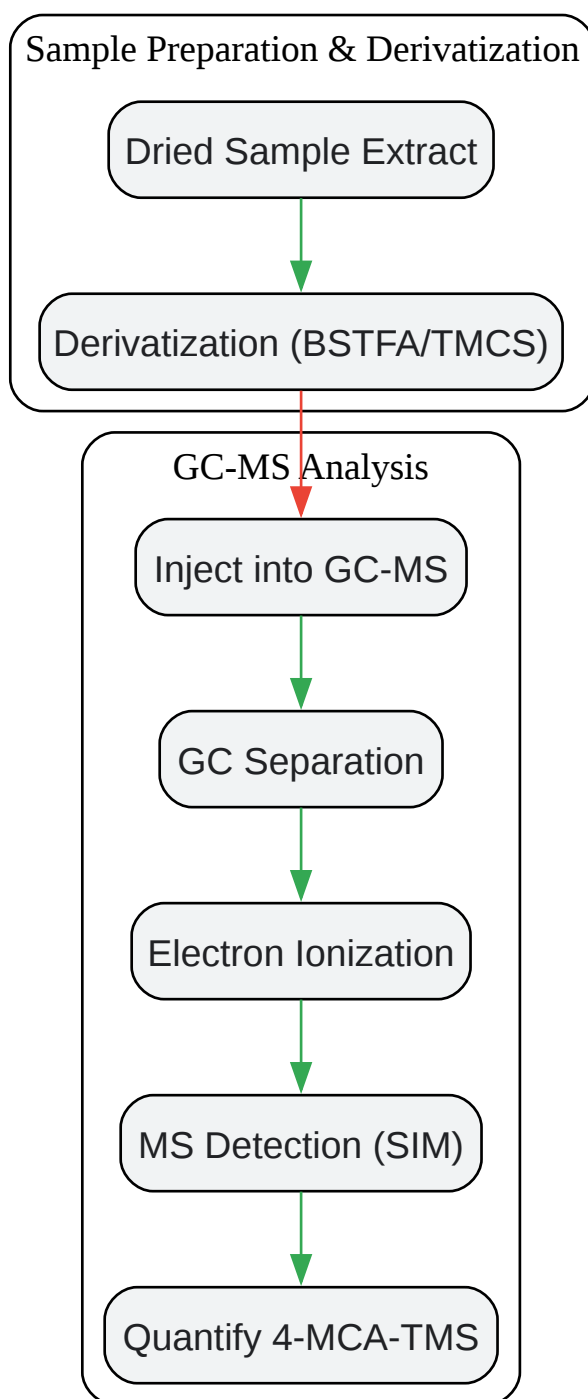 Sample Preparation & Derivatization
Dried Sample Extract
Derivatization (BSTFA/TMCS)
GC-MS Analysis
Inject into GC-MS
GC Separation
Electron Ionization
MS Detection (SIM)
Quantify 4-MCA-TMS